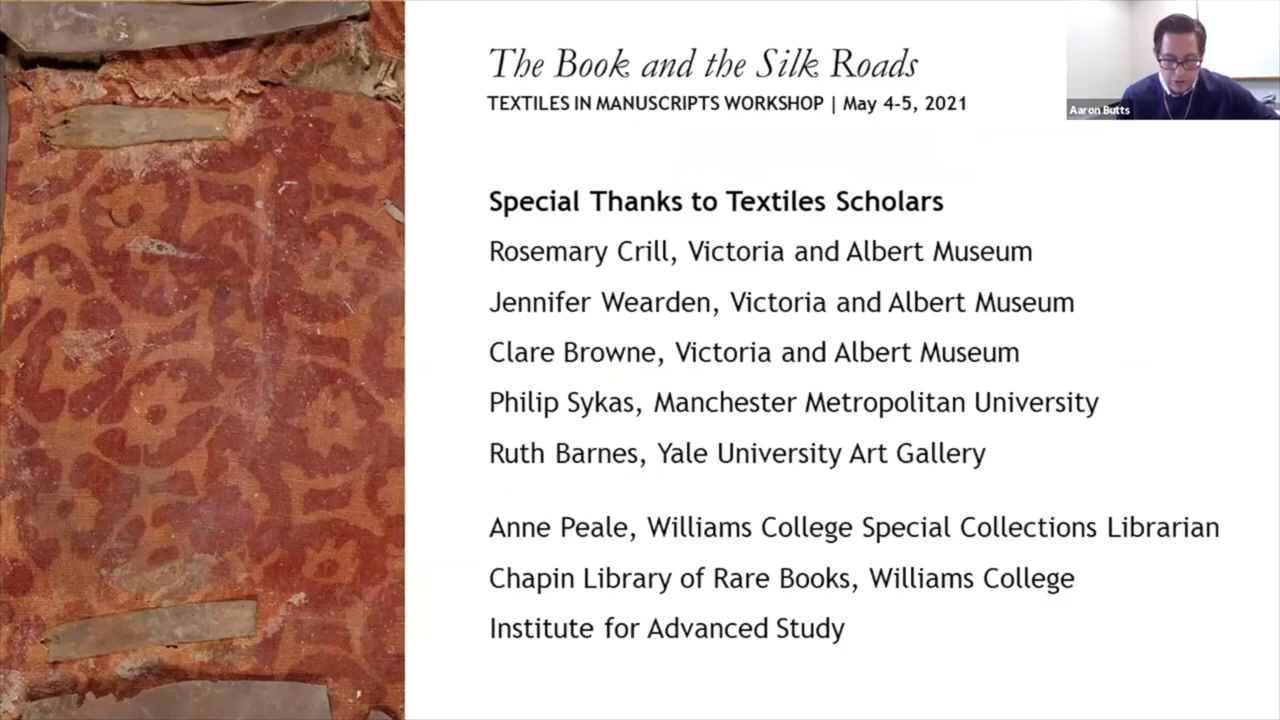 The Book and the Silk Roads
TEXTILES IN MANUSCRIPTS WORKSHOP | May 4-5, 2021
Aaron Butts
Special Thanks to Textiles Scholars
Rosemary Crill, Victoria and Albert Museum
Jennifer Wearden, Victoria and Albert Museum
Clare Browne, Victoria and Albert Museum
Philip Sykas, Manchester Metropolitan University
Ruth Barnes, Yale University Art Gallery
Anne Peale, Williams College Special Collections Librarian
Chapin Library of Rare Books, Williams College
Institute for Advanced Study